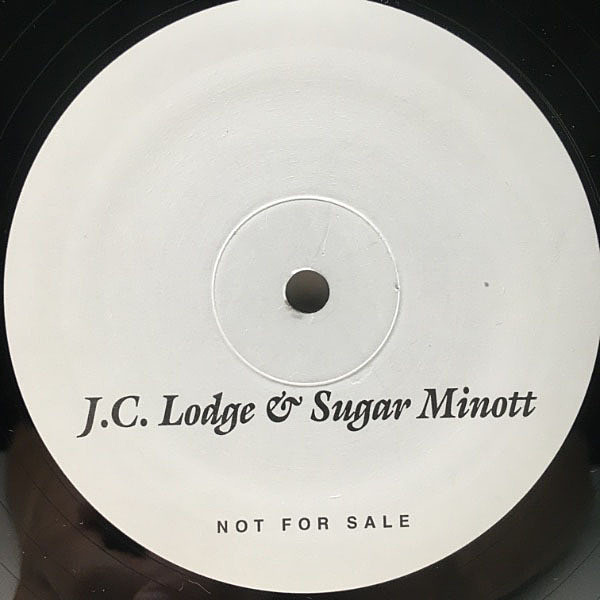 J.C. Lodge & Sugar Minott
NOT FOR SALE